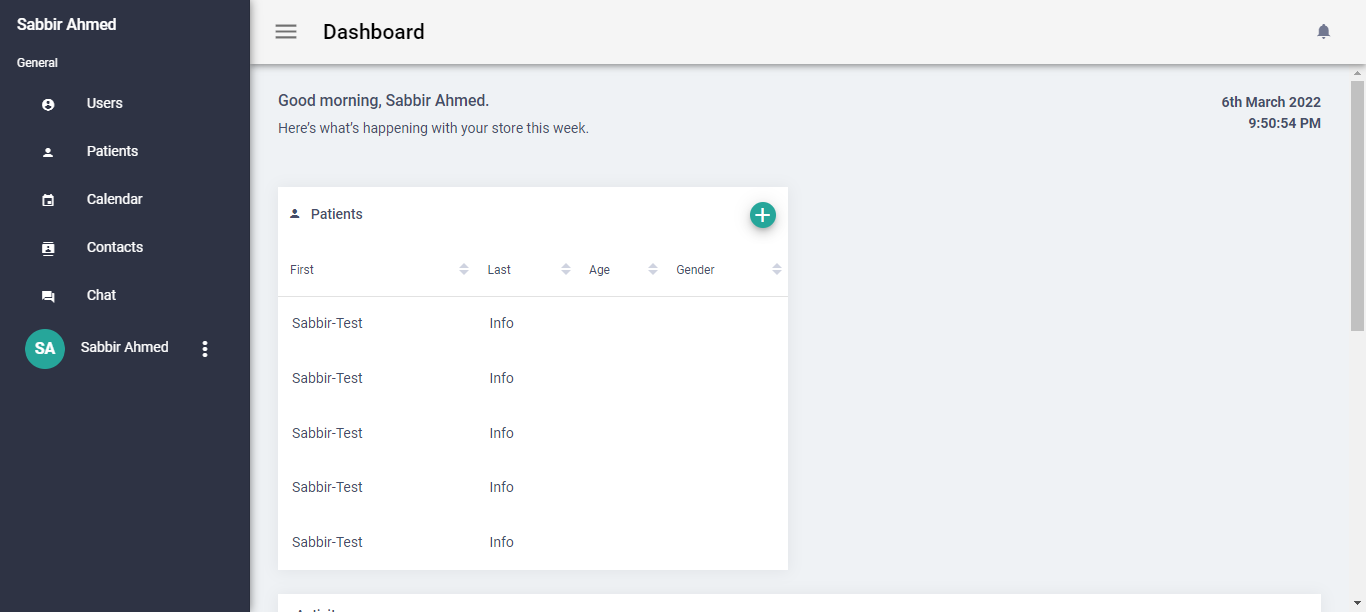 Sabbir Ahmed
General
Users
Patients
Calendar
Contacts
Chat
SA Sabbir Ahmed
Dashboard
Good morning, Sabbir Ahmed.
Here’s what’s happening with your store this week.
6th March 2022
9:50:54 PM
Patients
First Last Age Gender
Sabbir-Test Info
Sabbir-Test Info
Sabbir-Test Info
Sabbir-Test Info
Sabbir-Test Info